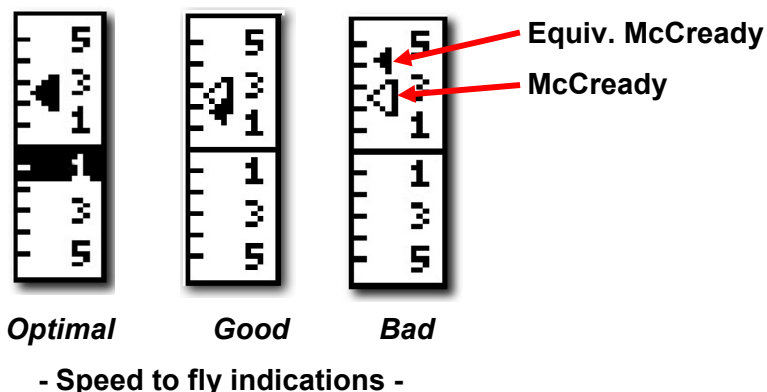 5 5 5 Equiv. McCready
3 3 3 McCready
1 1 1
1 1 1
3 3 3
5 5 5
Optimal Good Bad
- Speed to fly indications -